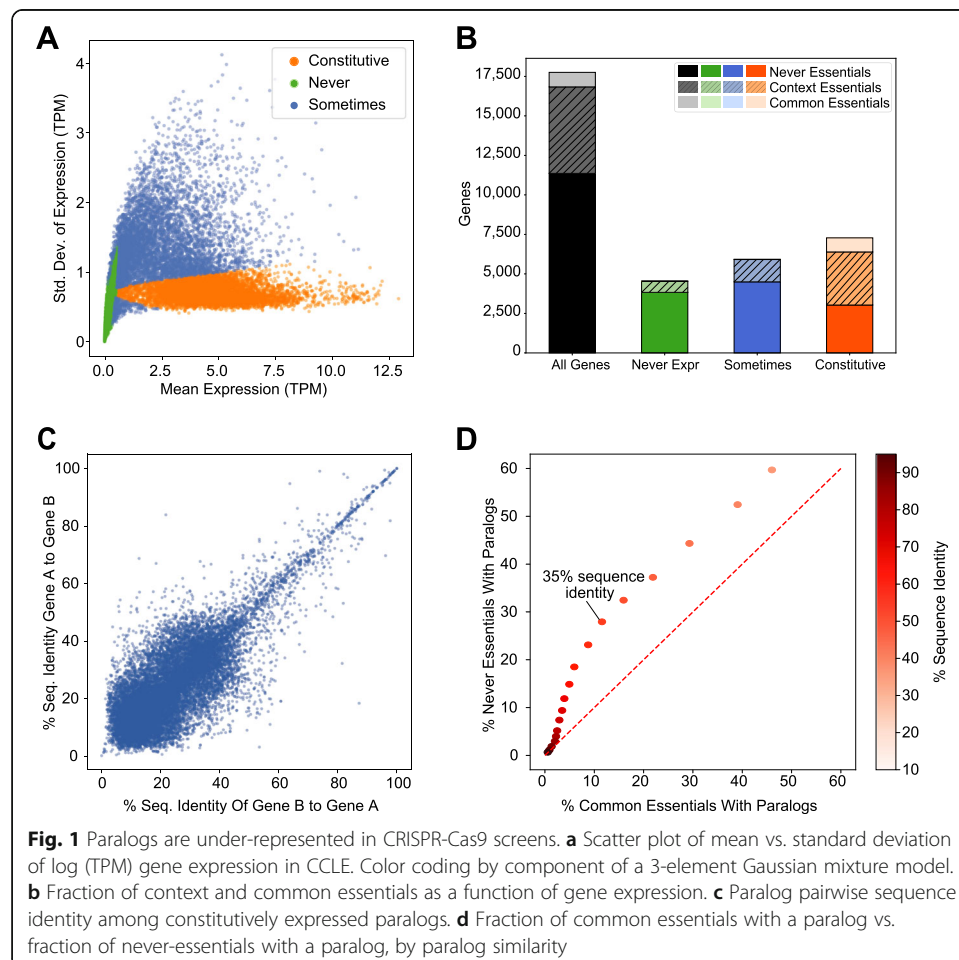 A
4
3
2
1
0
Std. Dev. of Expression (TPM)
Constitutive
Never
Sometimes
0.0 2.5 5.0 7.5 10.0 12.5
Mean Expression (TPM)
B
17,500
15,000
12,500
10,000
7,500
5,000
2,500
0
Genes
Never Essentials
Context Essentials
Common Essentials
All Genes Never Expr Sometimes Constitutive
C
100
80
60
40
20
0
% Seq. Identity Gene A to Gene B
0 20 40 60 80 100
% Seq. Identity Of Gene B to Gene A
D
60
50
40
30
20
10
0
% Never Essentials With Paralogs
35% sequence
identity
0 10 20 30 40 50 60
% Common Essentials With Paralogs
90
80
70
60
50
40
30
20
10
% Sequence Identity
Fig. 1 Paralogs are under-represented in CRISPR-Cas9 screens. a Scatter plot of mean vs. standard deviation
of log (TPM) gene expression in CCLE. Color coding by component of a 3-element Gaussian mixture model.
b Fraction of context and common essentials as a function of gene expression. c Paralog pairwise sequence
identity among constitutively expressed paralogs. d Fraction of common essentials with a paralog vs.
fraction of never-essentials with a paralog, by paralog similarity